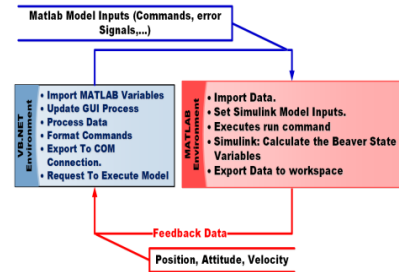 Matlab Model Inputs (Commands, error
Signals,...)
VB.NET
Environment
• Import MATLAB Variables
• Update GUI Process
• Process Data
• Format Commands
• Export To COM
Connection.
• Request To Execute Model
MATLAB
Environment
• Import Data.
• Set Simulink Model Inputs.
• Executes run command
• Simulink: Calculate the Beaver State
Variables
• Export Data to workspace
Feedback Data
Position, Attitude, Velocity